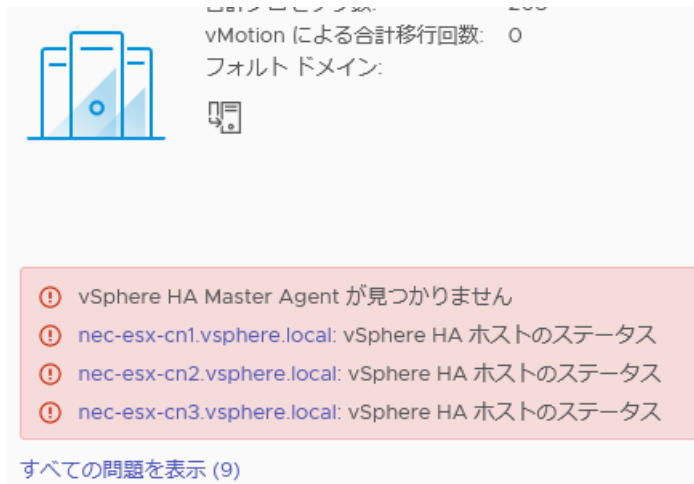 vMotion による合計移行回数: 0
フォルト ドメイン:
vSphere HA Master Agent が見つかりません
nec-esx-cn1.vsphere.local: vSphere HA ホストのステータス
nec-esx-cn2.vsphere.local: vSphere HA ホストのステータス
nec-esx-cn3.vsphere.local: vSphere HA ホストのステータス
すべての問題を表示 (9)